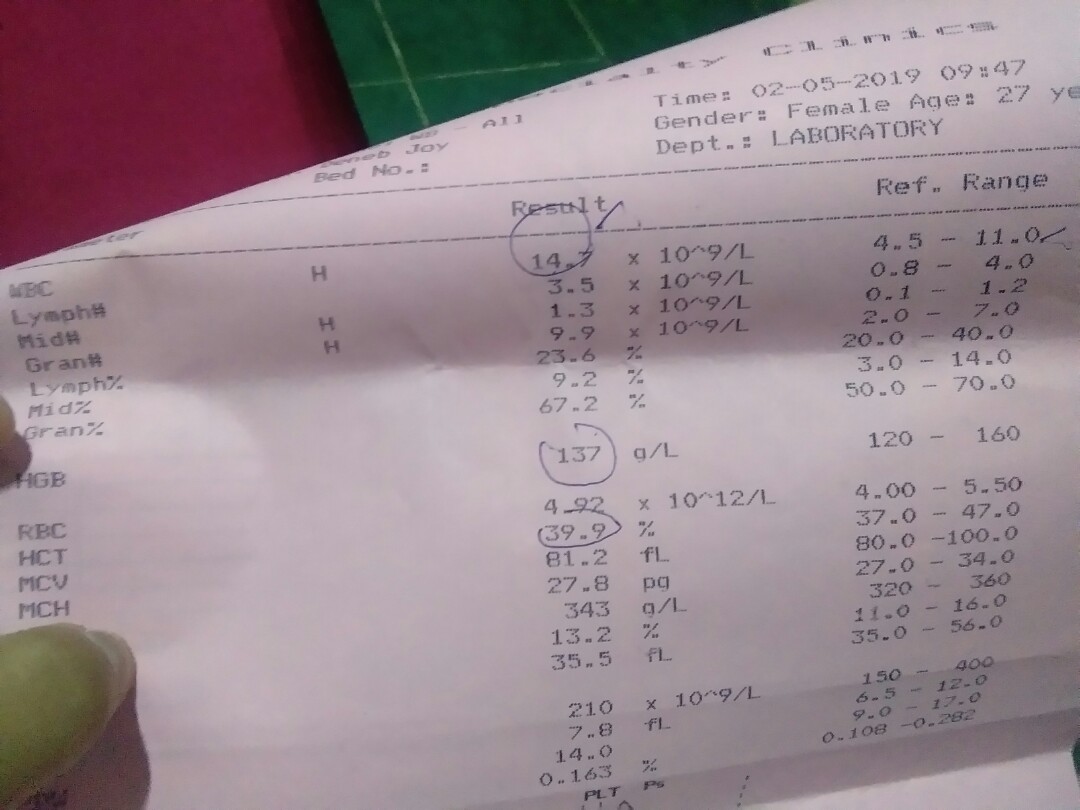 Clinics
Time: 02-05-2019 09:47
- All
Gender: Female Age: 27 ye
Joy
Dept.: LABORATORY
Bed No.:
Result Ref. Range
WBC H 14.7 x 10^9/L 4.5 - 11.0
Lymph# 3.5 x 10^9/L 0.8 - 4.0
Mid# H 1.3 x 10^9/L 0.1 - 1.2
Gran# H 9.9 x 10^9/L 2.0 - 7.0
Lymph% 23.6 % 20.0 - 40.0
Mid% 9.2 % 3.0 - 14.0
Gran% 67.2 % 50.0 - 70.0
HGB 137 g/L 120 - 160
RBC 4.92 x 10^12/L 4.00 - 5.50
HCT 39.9 % 37.0 - 47.0
MCV 81.2 fL 80.0 -100.0
MCH 27.8 pg 27.0 - 34.0
343 g/L 320 - 360
13.2 % 11.0 - 16.0
35.5 fL 35.0 - 56.0
210 x 10^9/L 150 - 400
7.8 fL 6.5 - 12.0
14.0 9.0 - 17.0
0.163 % 0.108 -0.282
PLT